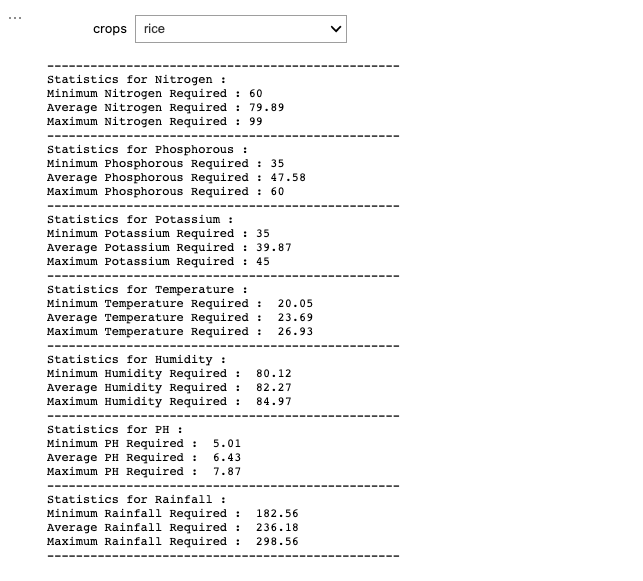 ...
crops rice
-------------------------------------------------
Statistics for Nitrogen :
Minimum Nitrogen Required : 60
Average Nitrogen Required : 79.89
Maximum Nitrogen Required : 99
-------------------------------------------------
Statistics for Phosphorous :
Minimum Phosphorous Required : 35
Average Phosphorous Required : 47.58
Maximum Phosphorous Required : 60
-------------------------------------------------
Statistics for Potassium :
Minimum Potassium Required : 35
Average Potassium Required : 39.87
Maximum Potassium Required : 45
-------------------------------------------------
Statistics for Temperature :
Minimum Temperature Required :  20.05
Average Temperature Required :  23.69
Maximum Temperature Required :  26.93
-------------------------------------------------
Statistics for Humidity :
Minimum Humidity Required :  80.12
Average Humidity Required :  82.27
Maximum Humidity Required :  84.97
-------------------------------------------------
Statistics for PH :
Minimum PH Required :  5.01
Average PH Required :  6.43
Maximum PH Required :  7.87
-------------------------------------------------
Statistics for Rainfall :
Minimum Rainfall Required :  182.56
Average Rainfall Required :  236.18
Maximum Rainfall Required :  298.56
-------------------------------------------------